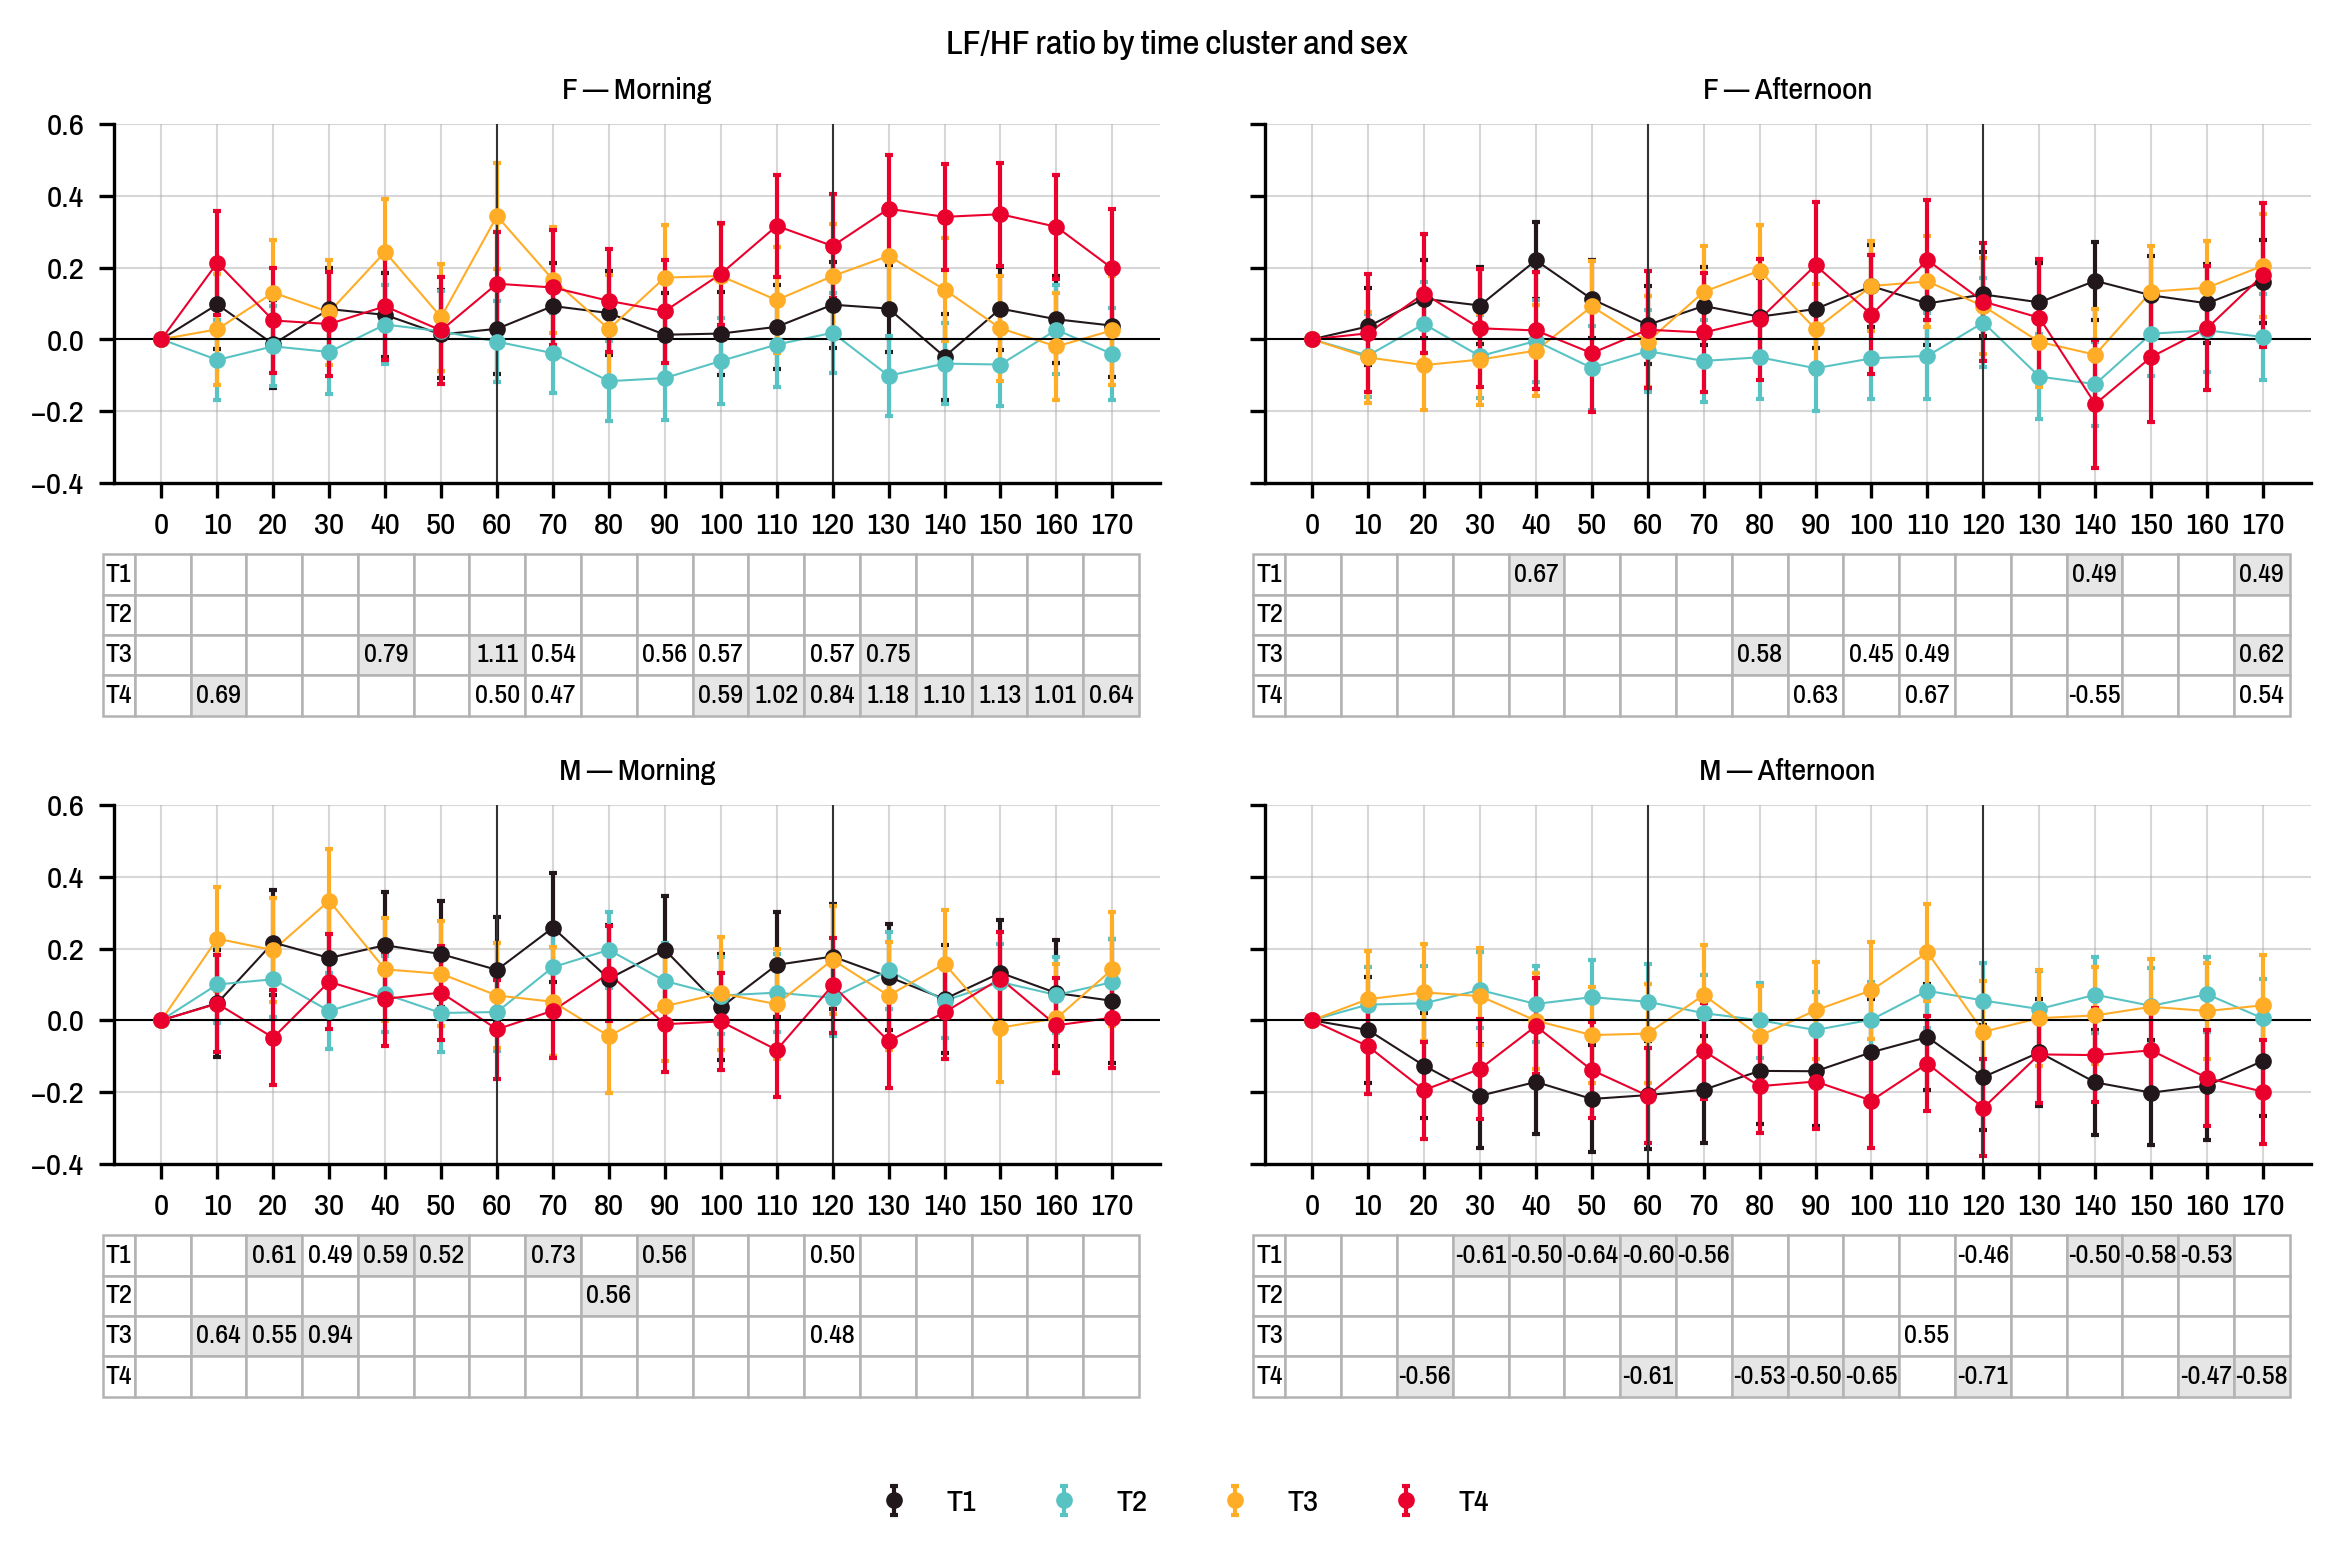 LF/HF ratio by time cluster and sex
F — Morning
F — Afternoon
0.6
0.4
0.2
0.0
−0.2
−0.4
0 10 20 30 40 50 60 70 80 90 100 110 120 130 140 150 160 170
0 10 20 30 40 50 60 70 80 90 100 110 120 130 140 150 160 170
T1
T2
T3 0.79 1.11 0.54 0.56 0.57 0.57 0.75
T4 0.69 0.50 0.47 0.59 1.02 0.84 1.18 1.10 1.13 1.01 0.64
T1 0.67 0.49 0.49
T2
T3 0.58 0.45 0.49 0.62
T4 0.63 0.67 -0.55 0.54
M — Morning
M — Afternoon
0.6
0.4
0.2
0.0
−0.2
−0.4
0 10 20 30 40 50 60 70 80 90 100 110 120 130 140 150 160 170
0 10 20 30 40 50 60 70 80 90 100 110 120 130 140 150 160 170
T1 0.61 0.49 0.59 0.52 0.73 0.56 0.50
T2 0.56
T3 0.64 0.55 0.94 0.48
T4
T1 -0.61 -0.50 -0.64 -0.60 -0.56 -0.46 -0.50 -0.58 -0.53
T2
T3 0.55
T4 -0.56 -0.61 -0.53 -0.50 -0.65 -0.71 -0.47 -0.58
T1 T2 T3 T4